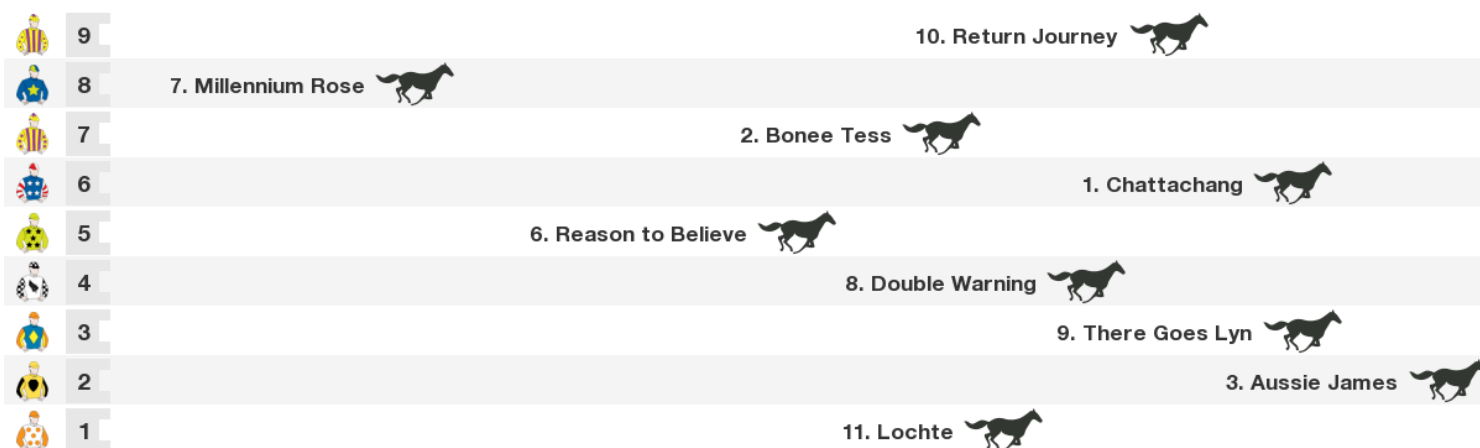 9 10. Return Journey
8 7. Millennium Rose
7 2. Bonee Tess
6 1. Chattachang
5 6. Reason to Believe
4 8. Double Warning
3 9. There Goes Lyn
2 3. Aussie James
1 11. Lochte